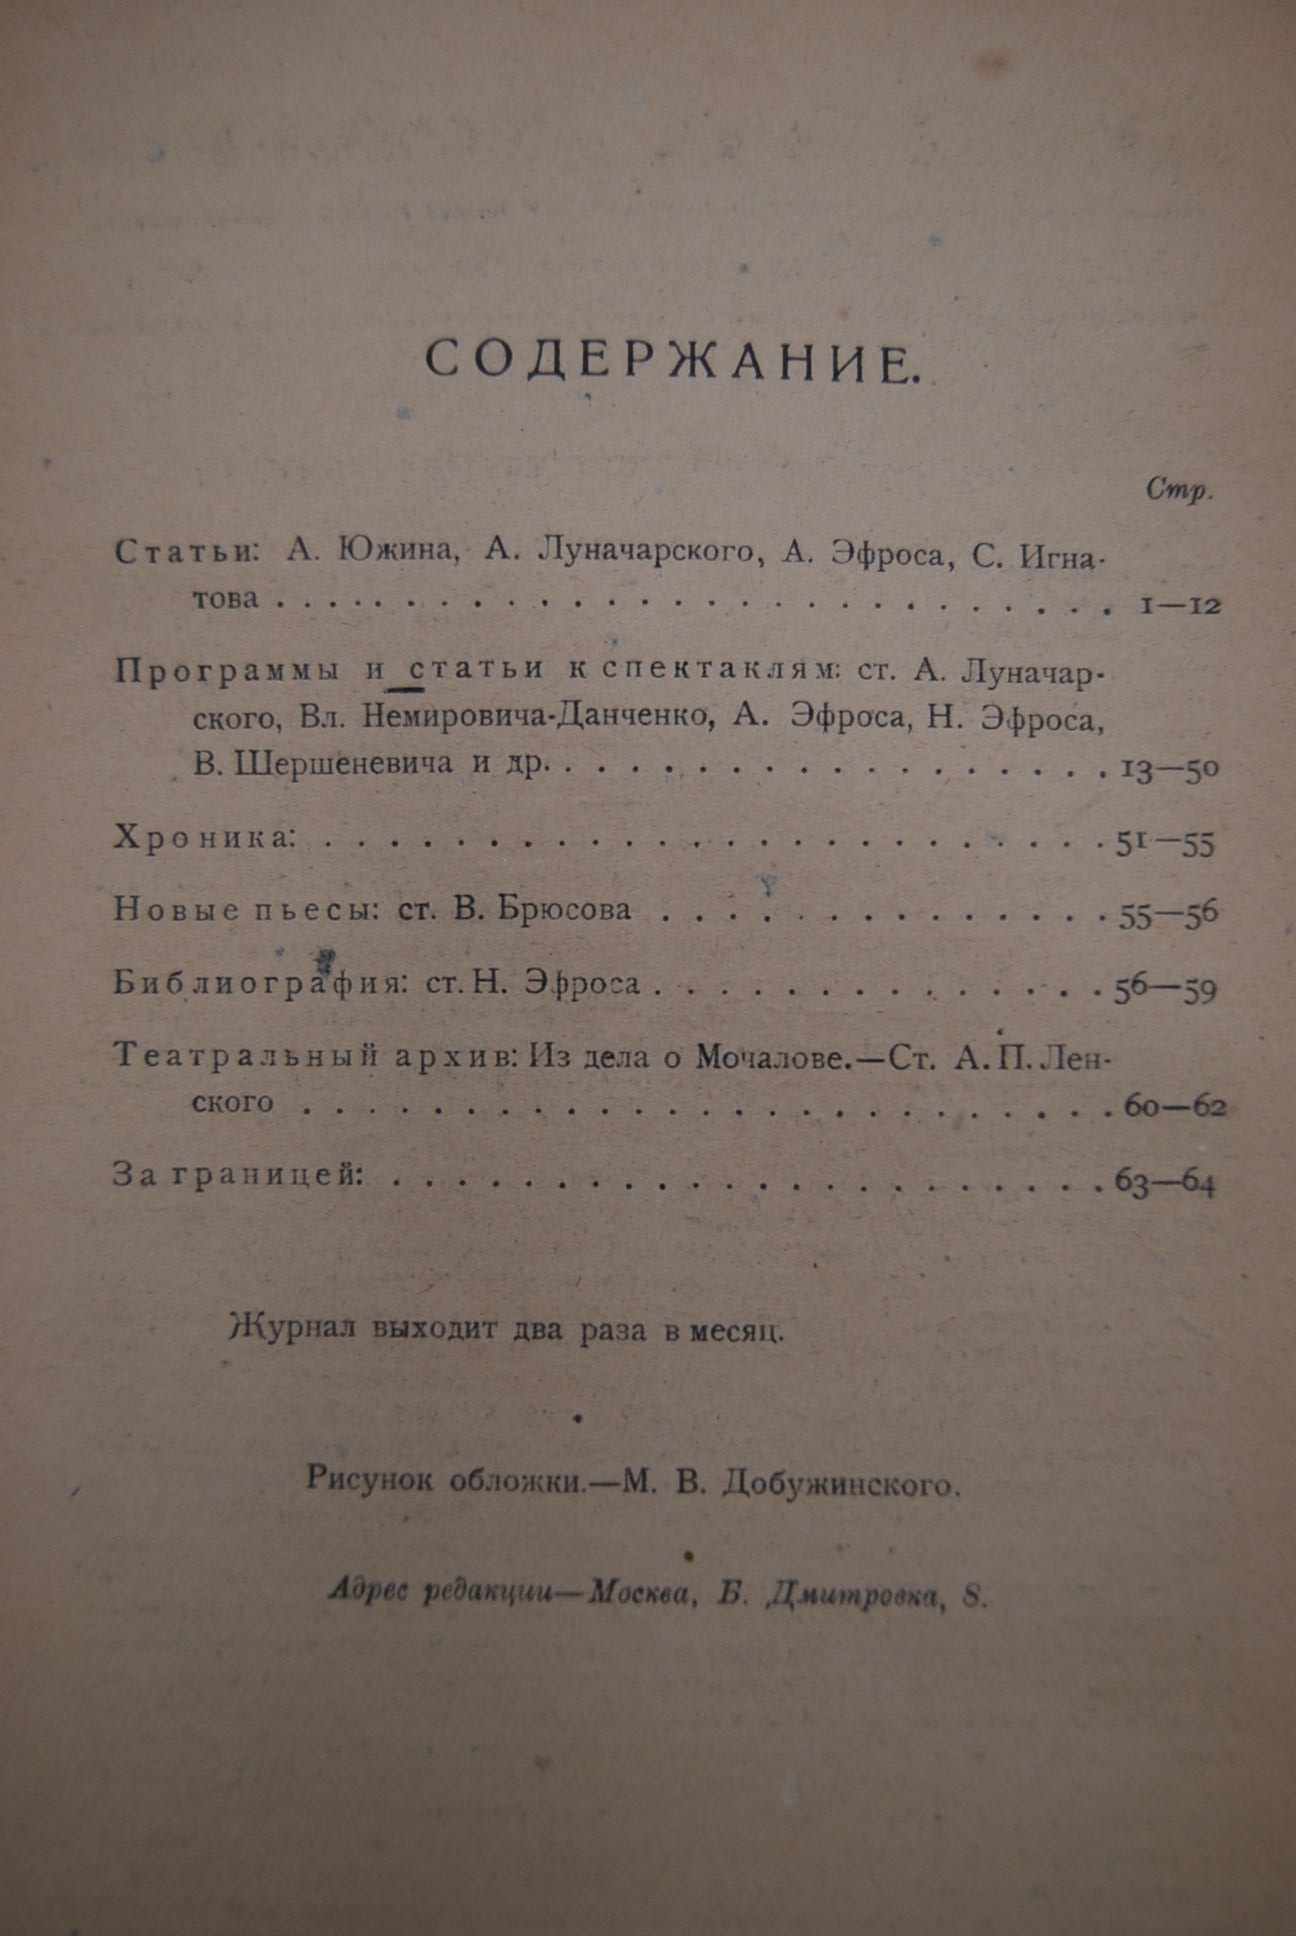 СОДЕРЖАНИЕ.
Стр.
Статьи: А. Южина, А. Луначарского, А. Эфроса, С. Игна-
това . . . . . . . . . . . . . . . . . . . . . . . . . . 1—12
Программы и статьи к спектаклям: ст. А. Луначар-
ского, Вл. Немировича-Данченко, А. Эфроса, Н. Эфроса,
В. Шершеневича и др. . . . . . . . . . . . . . . . . . 13—50
Хроника: . . . . . . . . . . . . . . . . . . . . . . . . 51—55
Новые пьесы: ст. В. Брюсова . . . . . . . . . . . . . . 55—56
Библиография: ст. Н. Эфроса . . . . . . . . . . . . . . 56—59
Театральный архив: Из дела о Мочалове.—Ст. А. П. Лен-
ского . . . . . . . . . . . . . . . . . . . . . . . . . 60—62
За границей: . . . . . . . . . . . . . . . . . . . . . . 63—64
Журнал выходит два раза в месяц.
Рисунок обложки.—М. В. Добужинского.
Адрес редакции—Москва, Б. Дмитровка, 8.